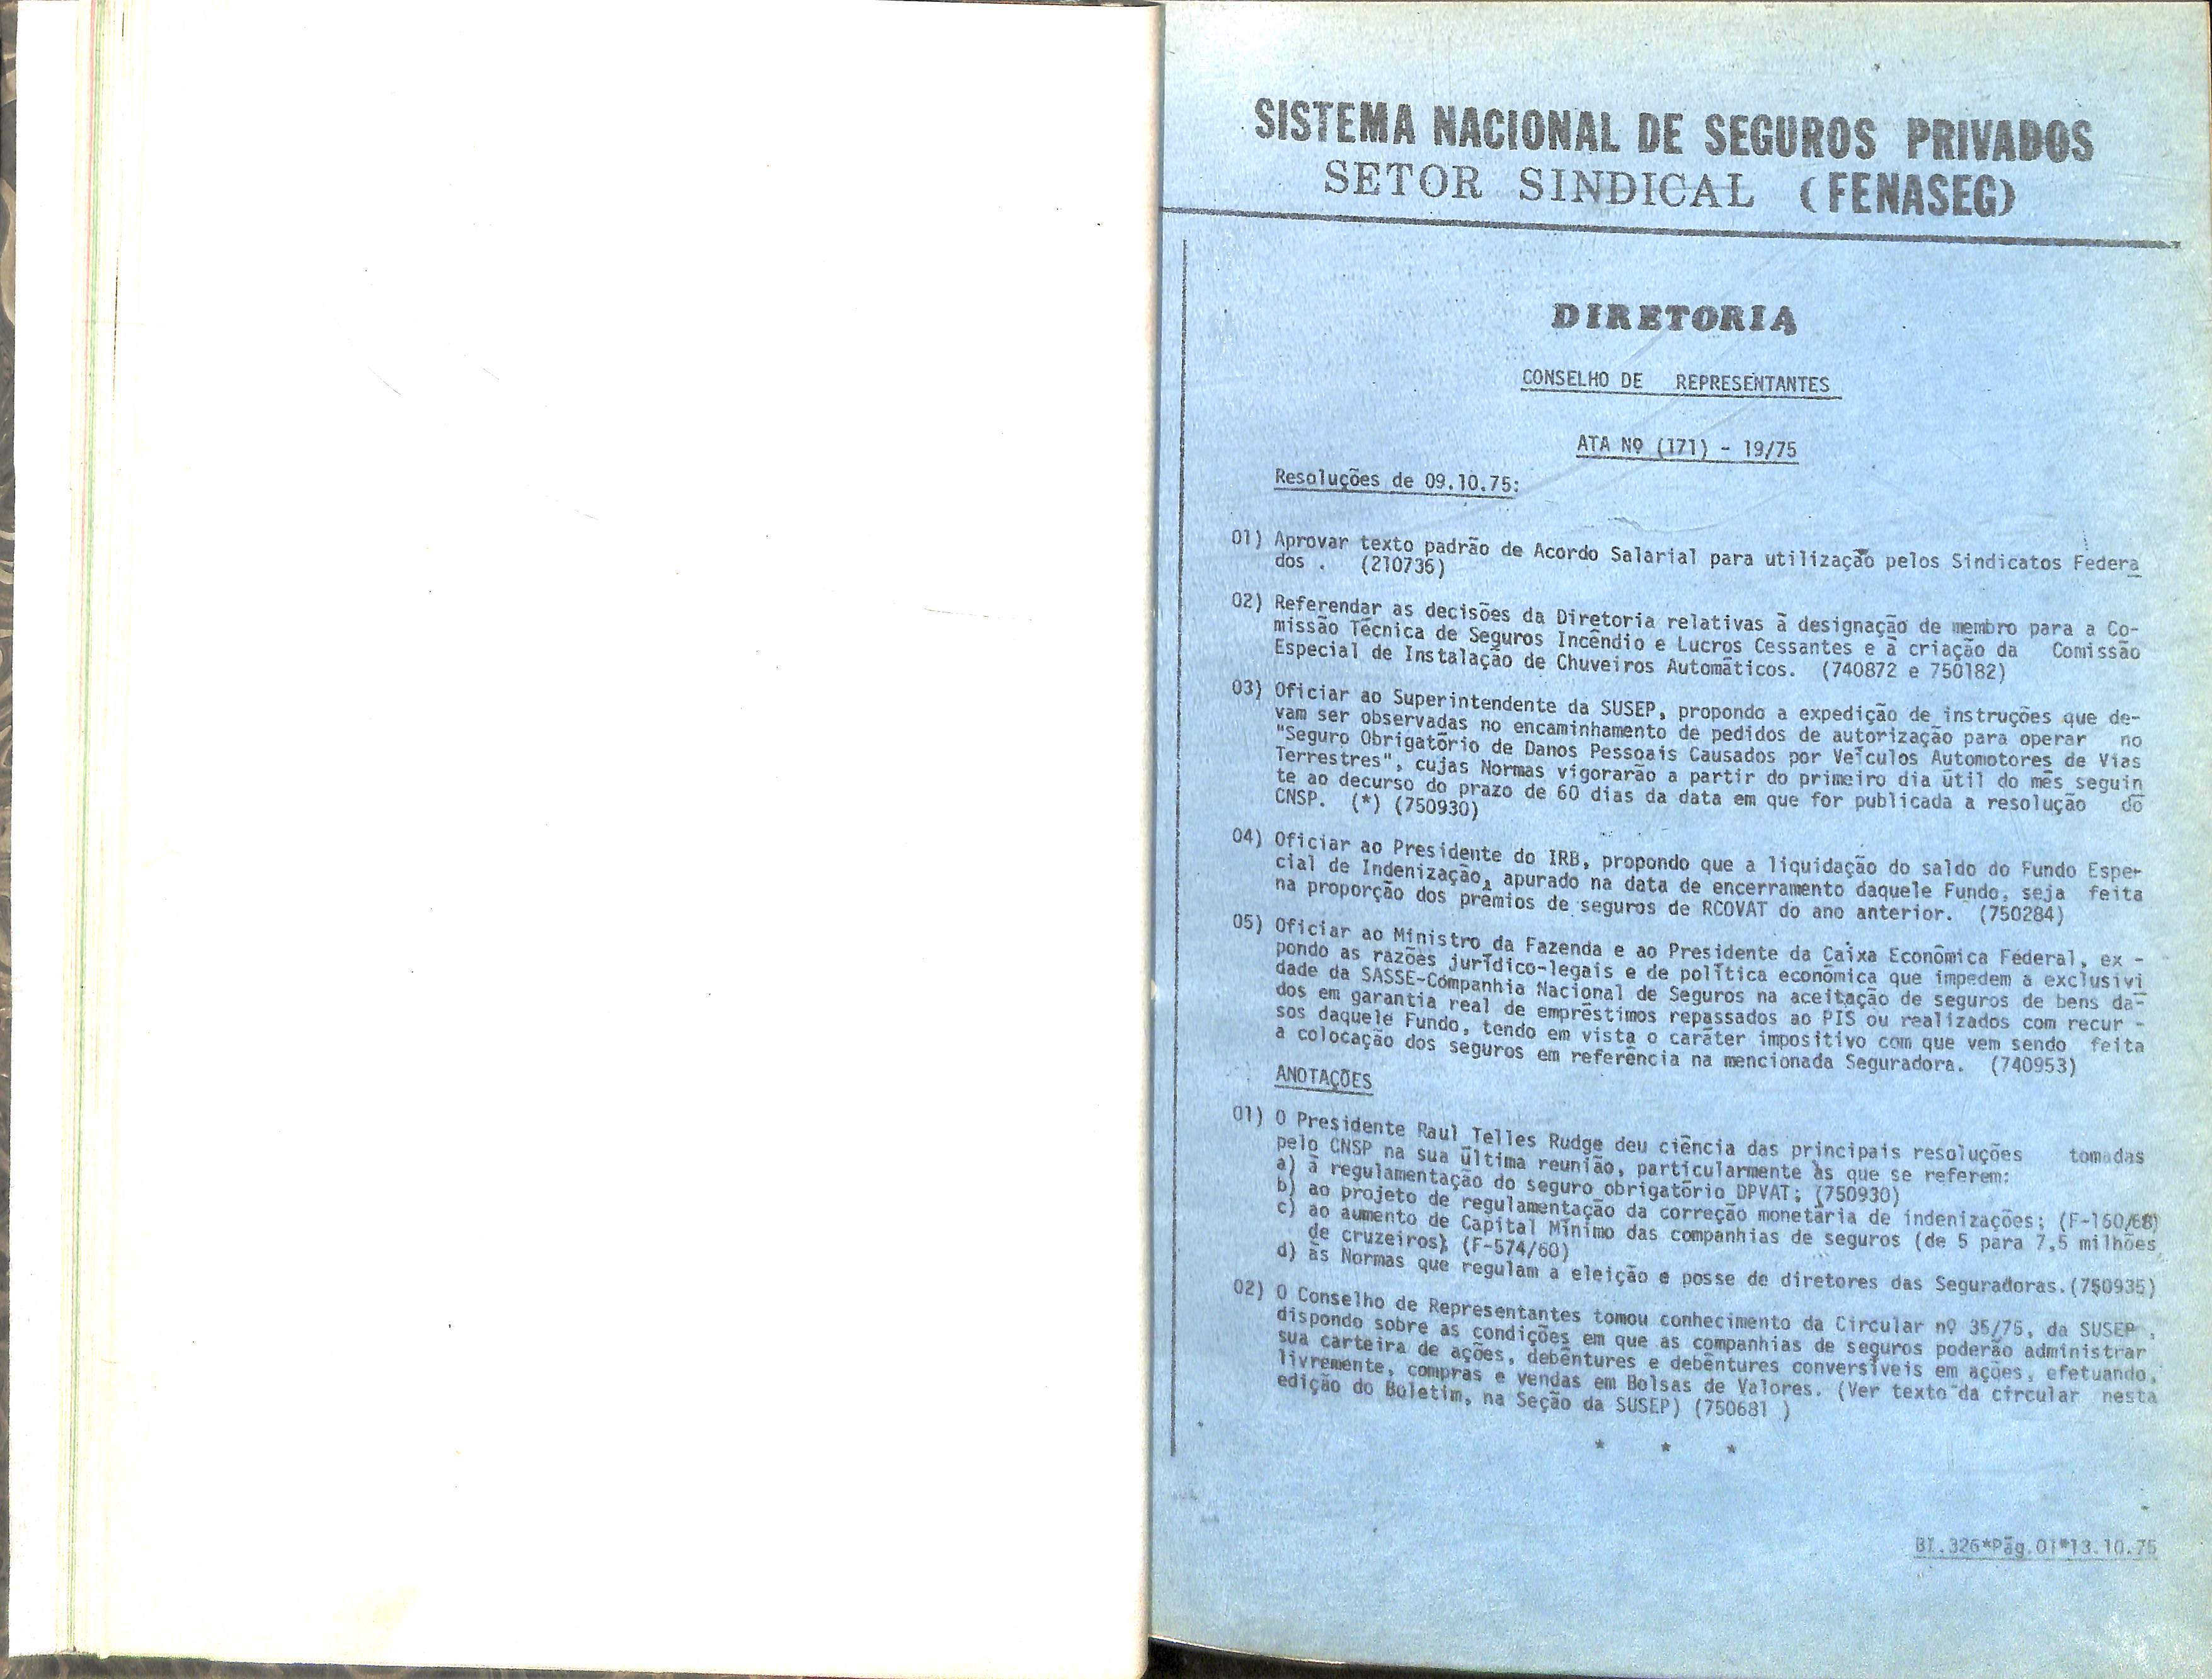 SISTEMA NACIONAL DE SEGUROS PRIVADOS
SETOR SINDICAL (FENASEG)
DIRETORIA
CONSELHO DE REPRESENTANTES
ATA Nº (171) - 19/75
Resoluções de 09.10.75:
01) Aprovar texto padrão de Acordo Salarial para utilização pelos Sindicatos Federa
dos . (210736)
02) Referendar as decisões da Diretoria relativas à designação de membro para a Co-
missão Técnica de Seguros Incêndio e Lucros Cessantes e à criação da Comissão
Especial de Instalação de Chuveiros Automáticos. (740872 e 750182)
03) Oficiar ao Superintendente da SUSEP, propondo a expedição de instruções que de-
vam ser observadas no encaminhamento de pedidos de autorização para operar no
"Seguro Obrigatório de Danos Pessoais Causados por Veículos Automotores de Vias
Terrestres", cujas Normas vigorarão a partir do primeiro dia útil do mês seguin
te ao decurso do prazo de 60 dias da data em que for publicada a resolução do
CNSP. (*) (750930)
04) Oficiar ao Presidente do IRB, propondo que a liquidação do saldo do Fundo Espe-
cial de Indenização, apurado na data de encerramento daquele Fundo, seja feita
na proporção dos prêmios de seguros de RCOVAT do ano anterior. (750284)
05) Oficiar ao Ministro da Fazenda e ao Presidente da Caixa Econômica Federal, ex -
pondo as razões jurídico-legais e de política econômica que impedem a exclusivi
dade da SASSE-Companhia Nacional de Seguros na aceitação de seguros de bens da-
dos em garantia real de empréstimos repassados ao PIS ou realizados com recur -
sos daquele Fundo, tendo em vista o caráter impositivo com que vem sendo feita
a colocação dos seguros em referência na mencionada Seguradora. (740953)
ANOTAÇÕES
01) O Presidente Raul Telles Rudge deu ciência das principais resoluções tomadas
pelo CNSP na sua última reunião, particularmente às que se referem:
a) à regulamentação do seguro obrigatório DPVAT; (750930)
b) ao projeto de regulamentação da correção monetária de indenizações; (F-160/68)
c) ao aumento de Capital Mínimo das companhias de seguros (de 5 para 7,5 milhões
de cruzeiros); (F-574/60)
d) às Normas que regulam a eleição e posse de diretores das Seguradoras.(750935)
02) O Conselho de Representantes tomou conhecimento da Circular nº 35/75, da SUSEP ,
dispondo sobre as condições em que as companhias de seguros poderão administrar
sua carteira de ações, debêntures e debêntures conversíveis em ações, efetuando,
livremente, compras e vendas em Bolsas de Valores. (Ver texto da circular nesta
edição do Boletim, na Seção da SUSEP) (750681 )
* * *
BI.326*Pág.01*13.10.75